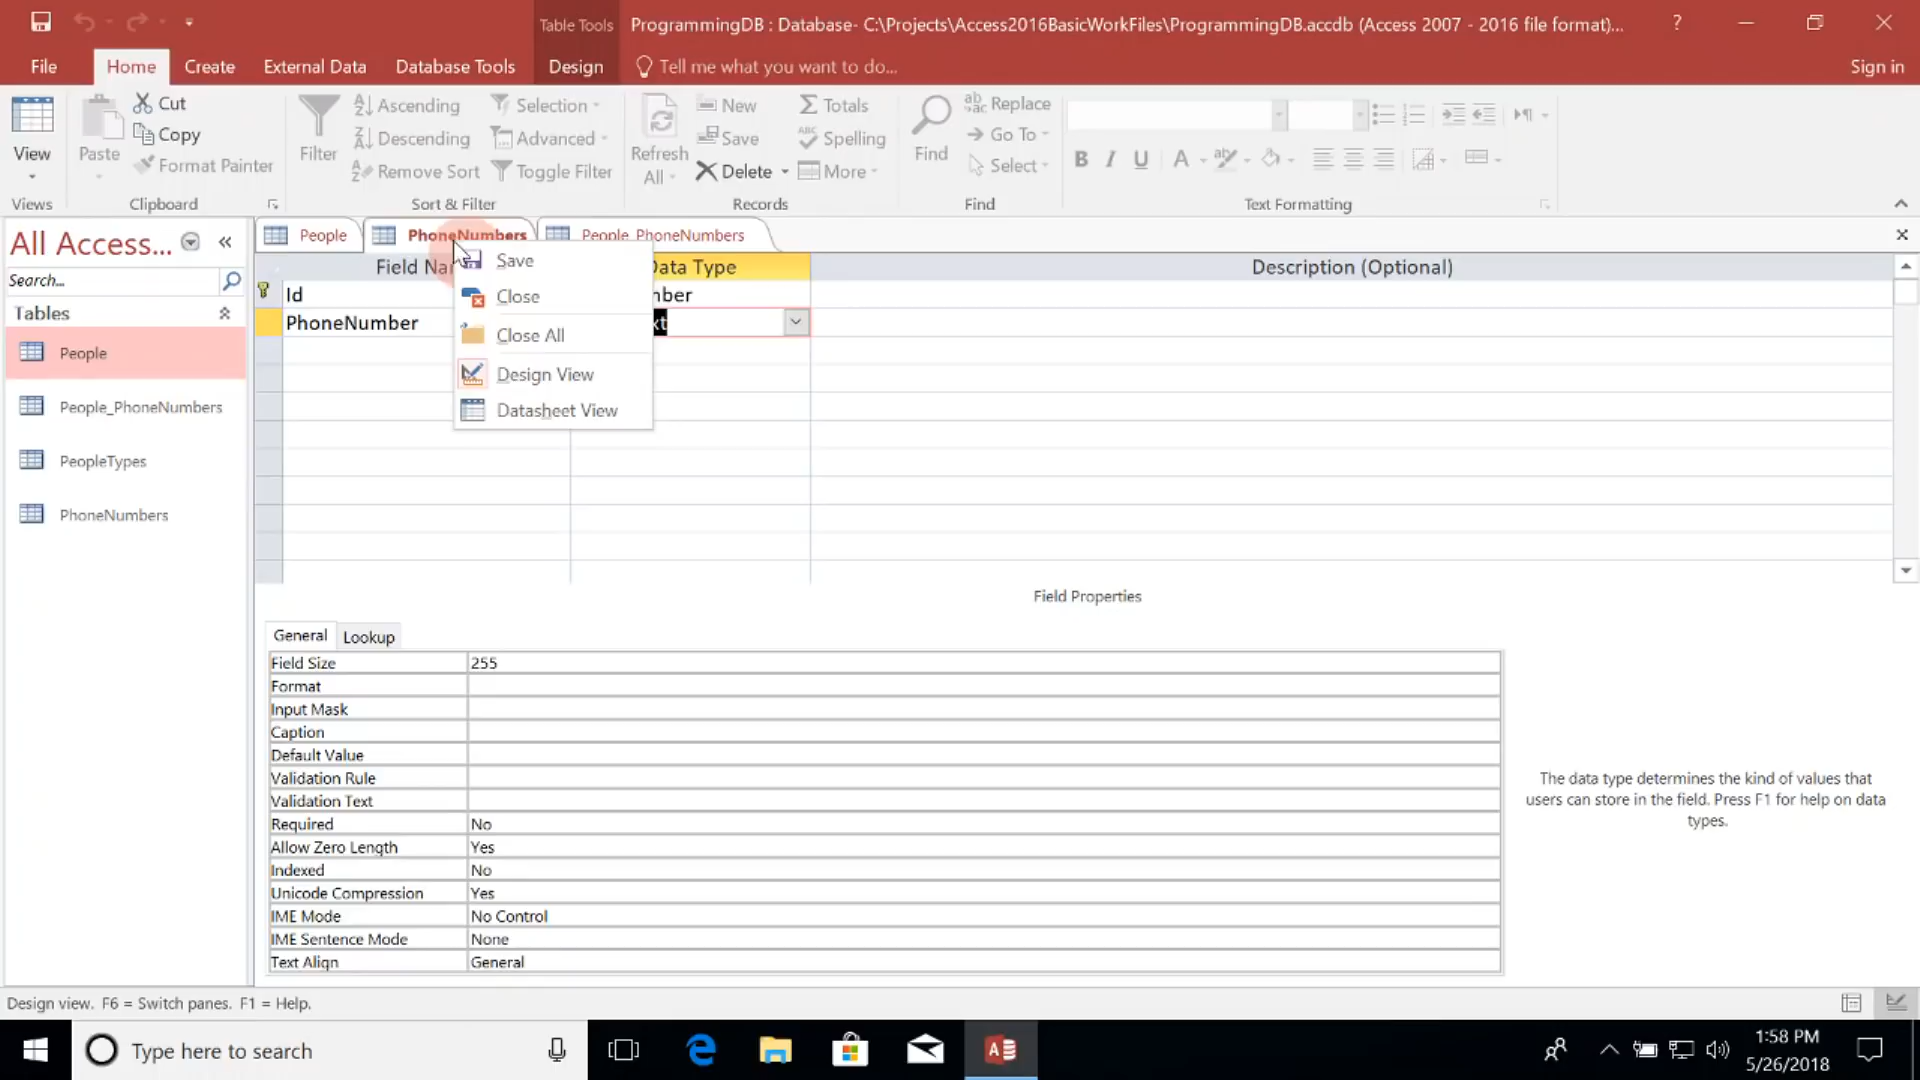 Table Tools
ProgrammingDB : Database- C:\Projects\Access2016BasicWorkFiles\ProgrammingDB.accdb (Access 2007 - 2016 file format)...
?
File
Home
Create
External Data
Database Tools
Design
Tell me what you want to do...
Sign in
View
Paste
Cut
Copy
Format Painter
Filter
Ascending
Descending
Remove Sort
Selection
Advanced
Toggle Filter
Refresh
All
New
Save
Delete
Totals
Spelling
More
Find
Replace
Go To
Select
B I U A
Views
Clipboard
Sort & Filter
Records
Find
Text Formatting
All Access...
Search...
Tables
People
People_PhoneNumbers
PeopleTypes
PhoneNumbers
People
PhoneNumbers
People_PhoneNumbers
Field Na
Data Type
Description (Optional)
Id
nber
PhoneNumber
xt
Save
Close
Close All
Design View
Datasheet View
Field Properties
General
Lookup
Field Size 255
Format
Input Mask
Caption
Default Value
Validation Rule
Validation Text
Required No
Allow Zero Length Yes
Indexed No
Unicode Compression Yes
IME Mode No Control
IME Sentence Mode None
Text Align General
The data type determines the kind of values that
users can store in the field. Press F1 for help on data
types.
Design view. F6 = Switch panes. F1 = Help.
Type here to search
1:58 PM
5/26/2018